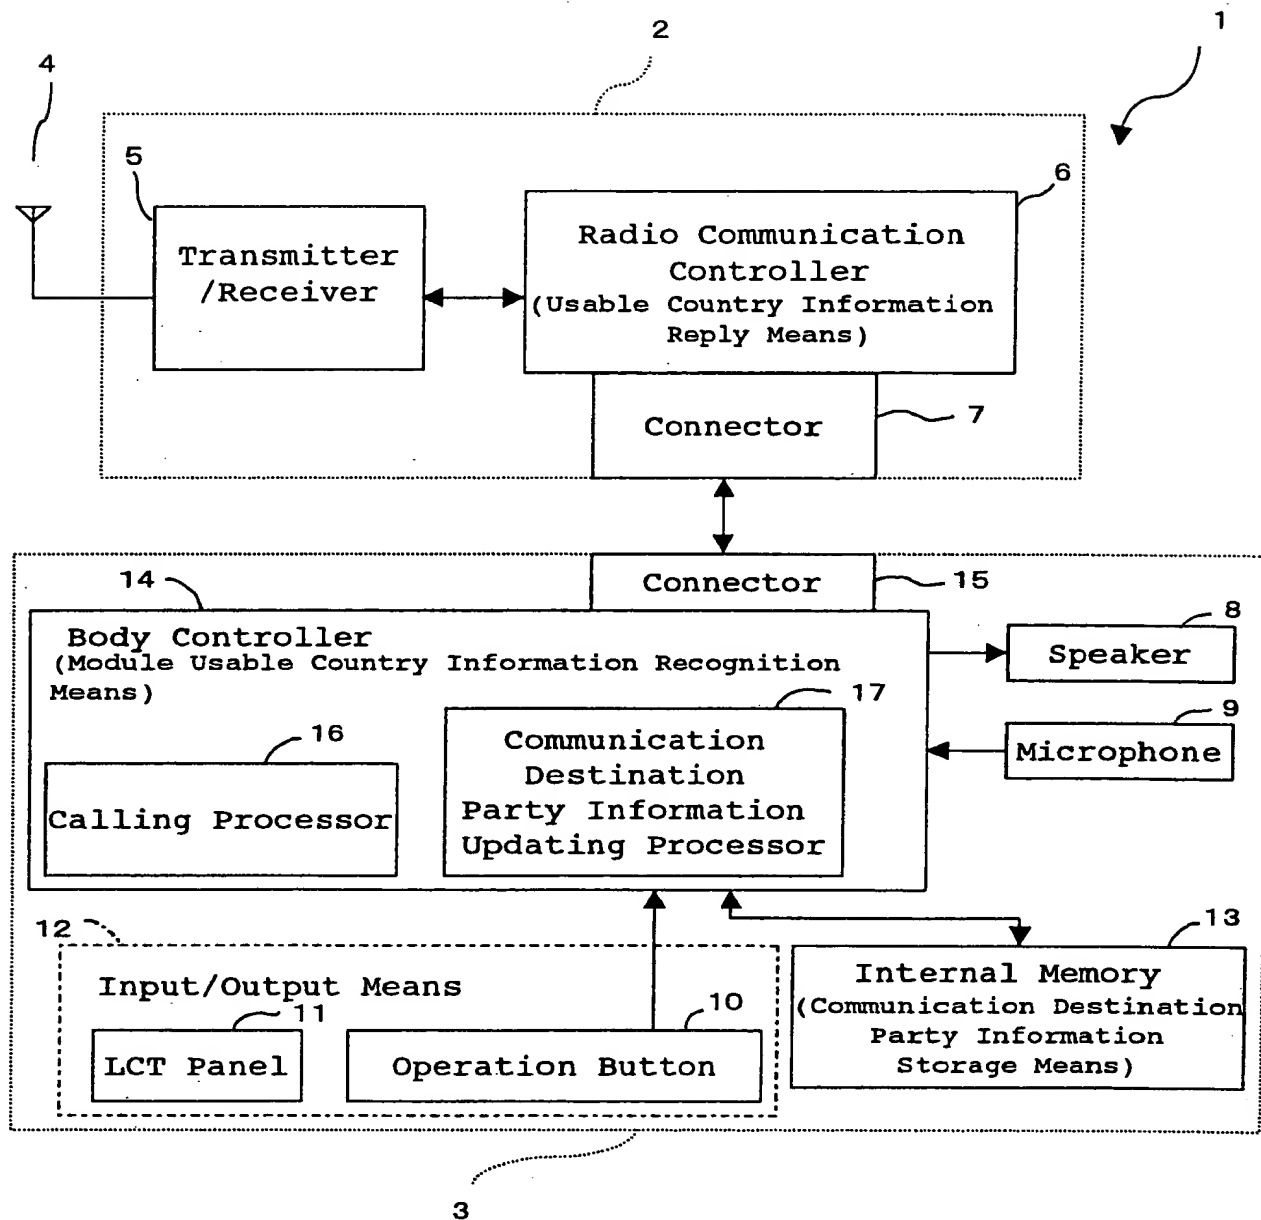 1
2
4
5
6
Transmitter
/Receiver
Radio Communication
Controller
(Usable Country Information
Reply Means)
Connector
7
14
Connector
15
Body Controller
(Module Usable Country Information Recognition
Means)
8
Speaker
17
9
16
Communication
Destination
Party Information
Updating Processor
Microphone
Calling Processor
12
13
Input/Output Means
Internal Memory
(Communication Destination
Party Information
Storage Means)
11
10
LCT Panel
Operation Button
3